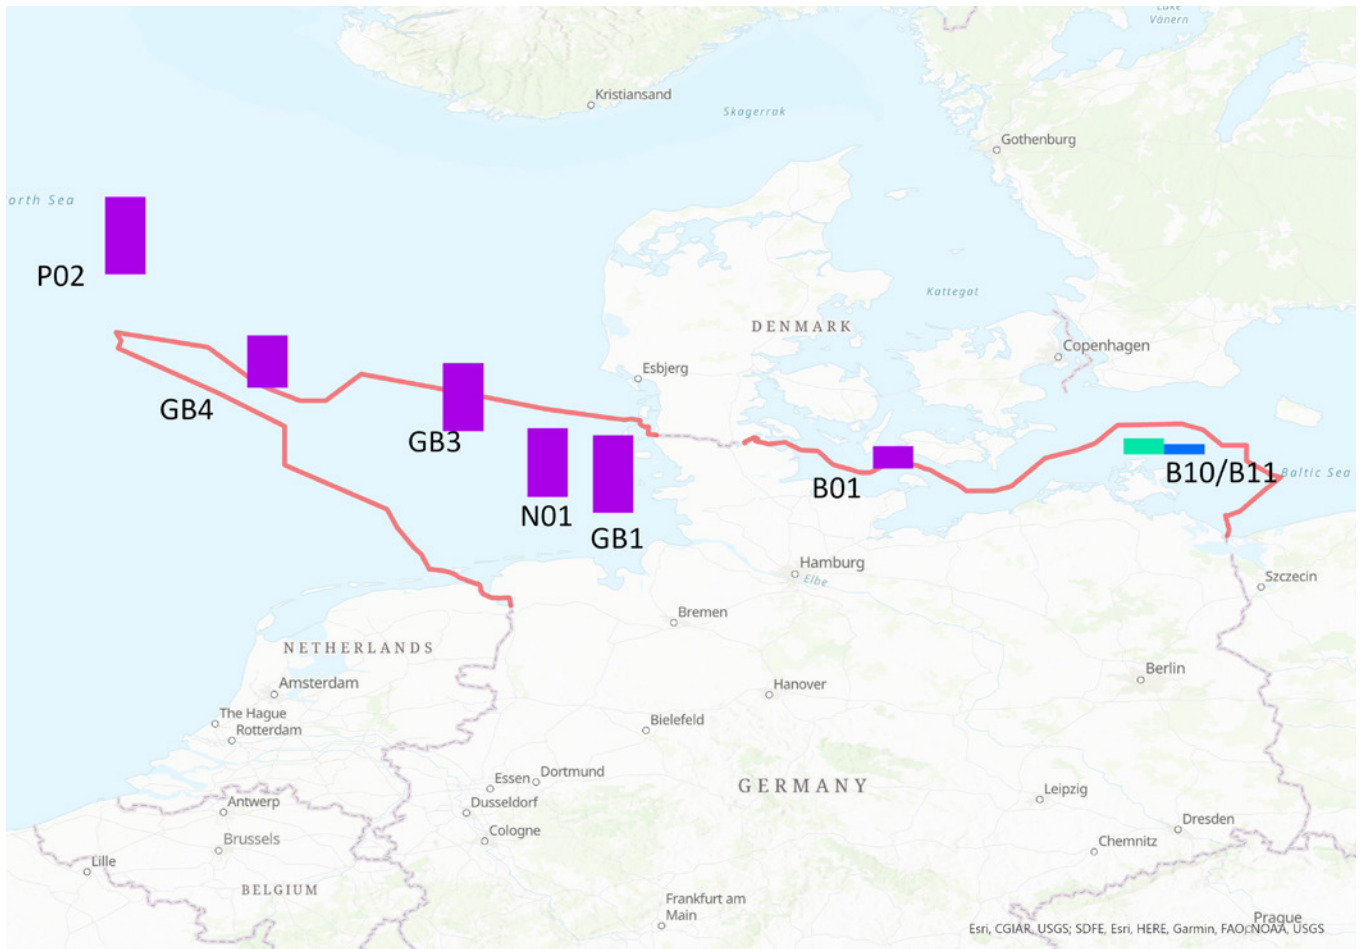 Lake
Vänern
Kristiansand
Skagerrak
Gothenburg
orth Sea
P02
Kattegat
DENMARK
Copenhagen
Esbjerg
GB4
GB3
B10/B11
Baltic Sea
B01
N01
GB1
Hamburg
Elbe
Szczecin
Bremen
NETHERLANDS
Berlin
Amsterdam
Hanover
The Hague
Rotterdam
Bielefeld
Essen
Dortmund
GERMANY
Antwerp
Dusseldorf
Leipzig
Cologne
Dresden
Brussels
Chemnitz
Lille
BELGIUM
Frankfurt am
Main
Prague
Esri, CGIAR, USGS; SDFE, Esri, HERE, Garmin, FAO, NOAA, USGS